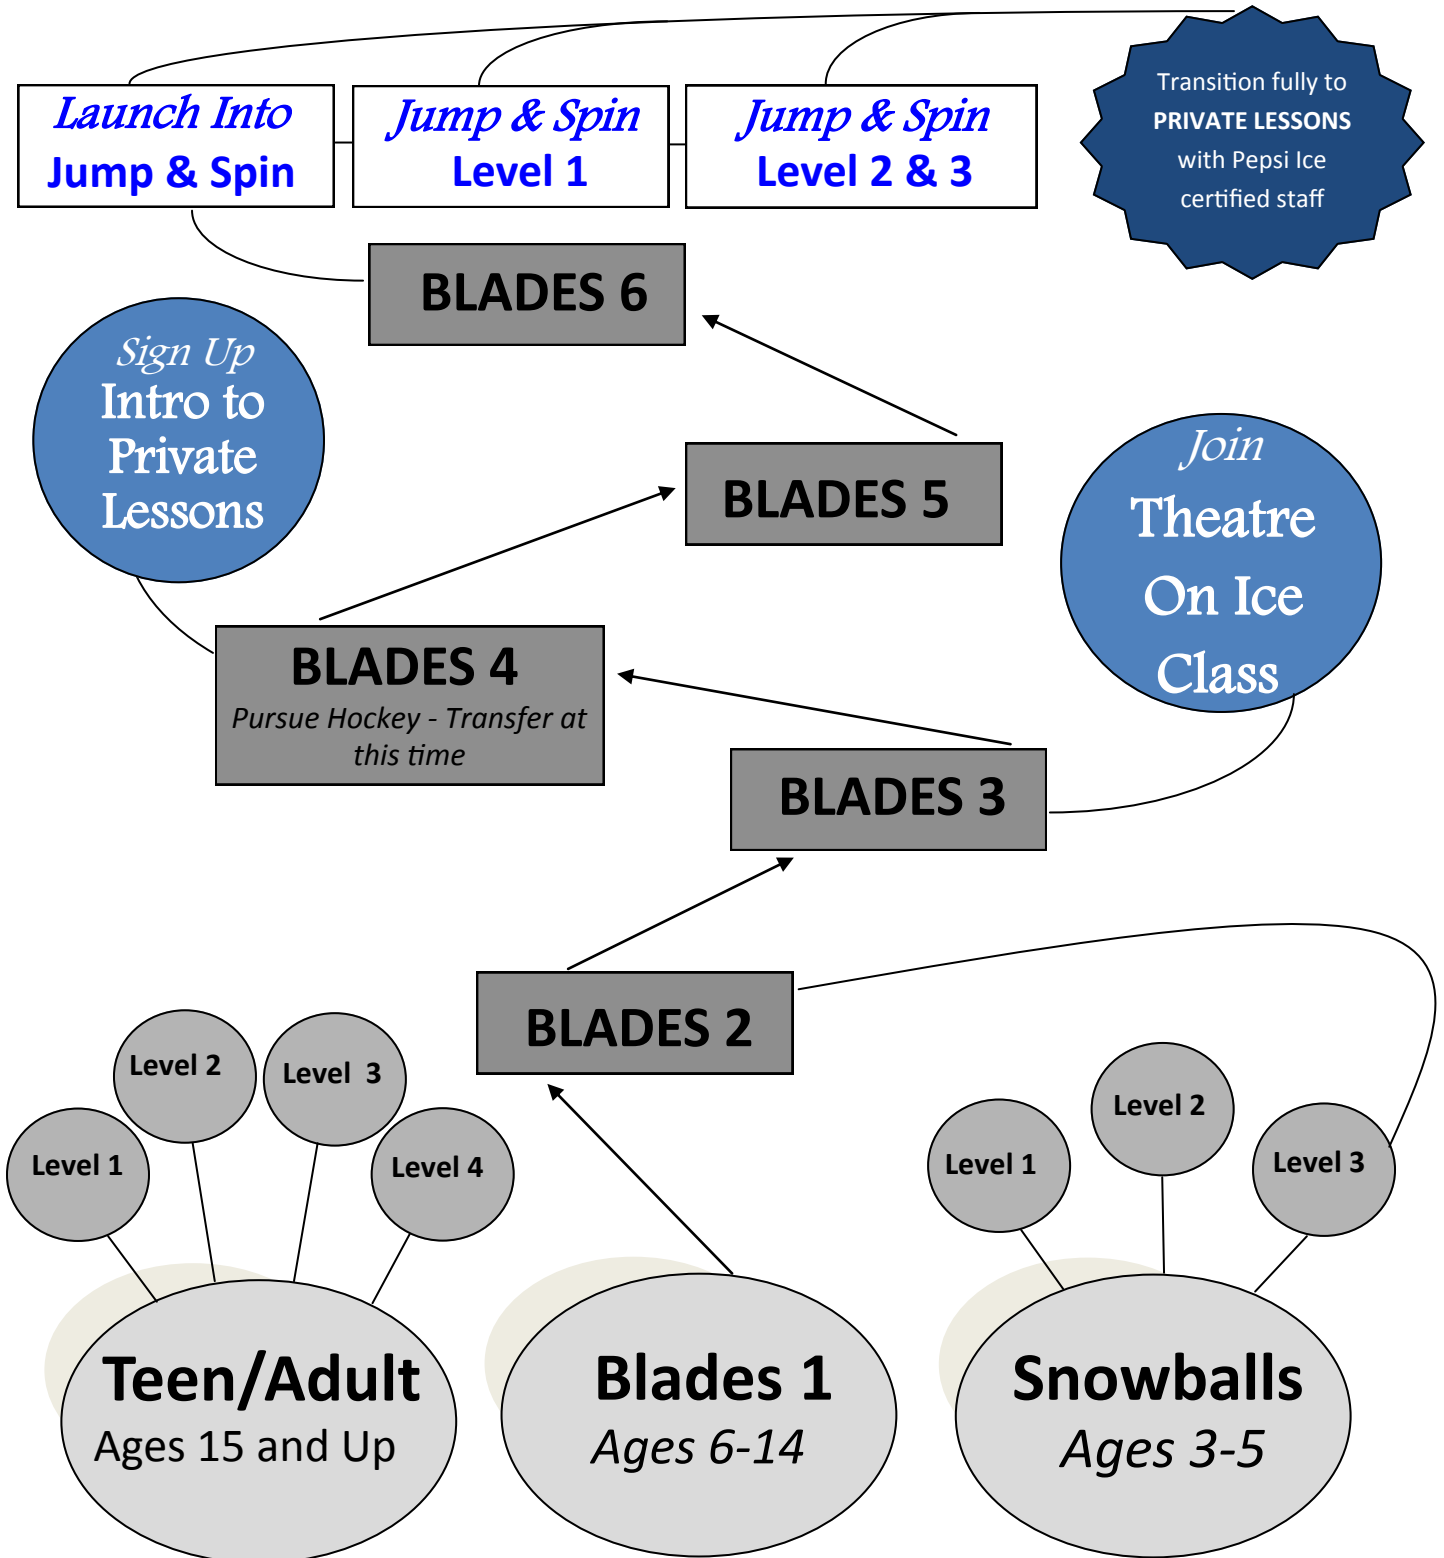 Launch Into
Jump & Spin
Jump & Spin
Level 1
Jump & Spin
Level 2 & 3
Transition fully to
PRIVATE LESSONS
with Pepsi Ice
certified staff
BLADES 6
Sign Up
Intro to
Private
Lessons
BLADES 5
Join
Theatre
On Ice
Class
BLADES 4
Pursue Hockey - Transfer at
this time
BLADES 3
BLADES 2
Level 1
Level 2
Level 3
Level 4
Level 1
Level 2
Level 3
Teen/Adult
Ages 15 and Up
Blades 1
Ages 6-14
Snowballs
Ages 3-5